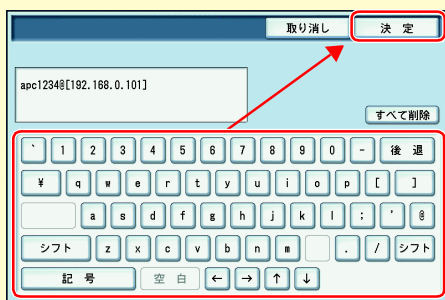 取り消し 決 定
apc1234@[192.168.0.101]
すべて削除
` 1 2 3 4 5 6 7 8 9 0 - 後 退
¥ q w e r t y u i o p [ ]
a s d f g h j k l ; ' @
シフト z x c v b n m . / シフト
記 号 空 白 ← → ↑ ↓